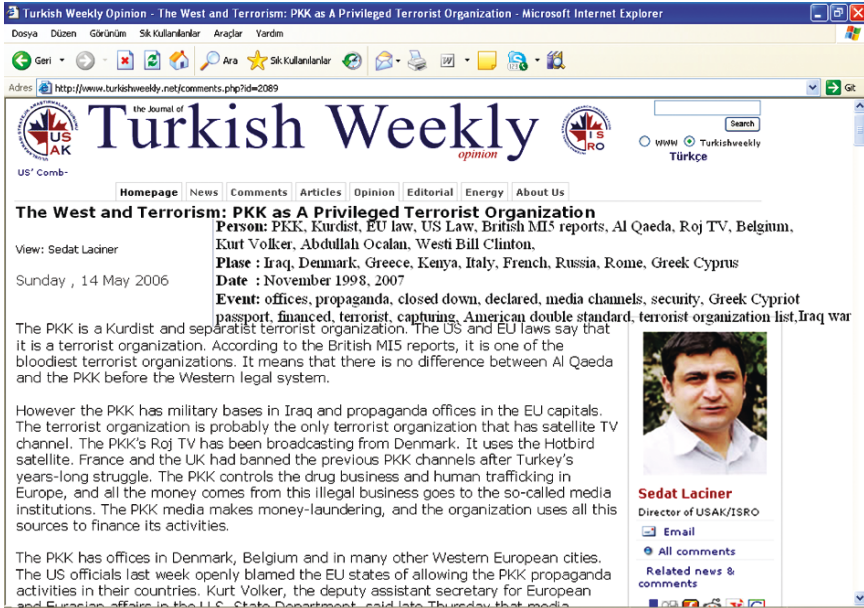 Turkish Weekly Opinion - The West and Terrorism: PKK as A Privileged Terrorist Organization - Microsoft Internet Explorer
Dosya Düzen Görünüm Sık Kullanılanlar Araçlar Yardım
Geri Ara Sık Kullanılanlar
Adres http://www.turkishweekly.net/comments.php?id=2089 Git
the Journal of
Turkish Weekly
opinion
USAK
ISRO
Search
WWW Turkishweekly
Türkçe
US' Comb-
Homepage News Comments Articles Opinion Editorial Energy About Us
The West and Terrorism: PKK as A Privileged Terrorist Organization
Person: PKK, Kurdist, EU law, US Law, British MI5 reports, Al Qaeda, Roj TV, Belgium,
Kurt Volker, Abdullah Ocalan, Westi Bill Clinton,
Plase : Iraq, Denmark, Greece, Kenya, Italy, French, Russia, Rome, Greek Cyprus
Date : November 1998, 2007
Event: offices, propaganda, closed down, declared, media channels, security, Greek Cypriot
passport, financed, terrorist, capturing, American double standard, terrorist organization list,Iraq war
View: Sedat Laciner
Sunday , 14 May 2006
The PKK is a Kurdist and separatist terrorist organization. The US and EU laws say that
it is a terrorist organization. According to the British MI5 reports, it is one of the
bloodiest terrorist organizations. It means that there is no difference between Al Qaeda
and the PKK before the Western legal system.
However the PKK has military bases in Iraq and propaganda offices in the EU capitals.
The terrorist organization is probably the only terrorist organization that has satellite TV
channel. The PKK's Roj TV has been broadcasting from Denmark. It uses the Hotbird
satellite. France and the UK had banned the previous PKK channels after Turkey's
years-long struggle. The PKK controls the drug business and human trafficking in
Europe, and all the money comes from this illegal business goes to the so-called media
institutions. The PKK media makes money-laundering, and the organization uses all this
sources to finance its activities.
The PKK has offices in Denmark, Belgium and in many other Western European cities.
The US officials last week openly blamed the EU states of allowing the PKK propaganda
activities in their countries. Kurt Volker, the deputy assistant secretary for European
and Eurasian affairs in the U.S. State Department, said late Thursday that media
Sedat Laciner
Director of USAK/ISRO
Email
All comments
Related news &
comments